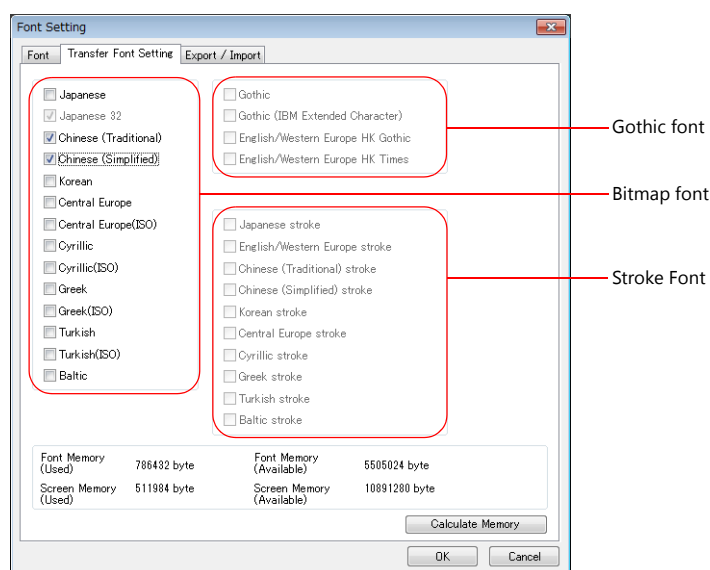 Font Setting
Font
Transfer Font Setting
Export / Import
Japanese
Japanese 32
Chinese (Traditional)
Chinese (Simplified)
Korean
Central Europe
Central Europe(ISO)
Cyrillic
Cyrillic(ISO)
Greek
Greek(ISO)
Turkish
Turkish(ISO)
Baltic
Gothic
Gothic (IBM Extended Character)
English/Western Europe HK Gothic
English/Western Europe HK Times
Japanese stroke
English/Western Europe stroke
Chinese (Traditional) stroke
Chinese (Simplified) stroke
Korean stroke
Central Europe stroke
Cyrillic stroke
Greek stroke
Turkish stroke
Baltic stroke
Gothic font
Bitmap font
Stroke Font
Font Memory
(Used)
786432 byte
Font Memory
(Available)
5505024 byte
Screen Memory
(Used)
511984 byte
Screen Memory
(Available)
10891280 byte
Calculate Memory
OK
Cancel